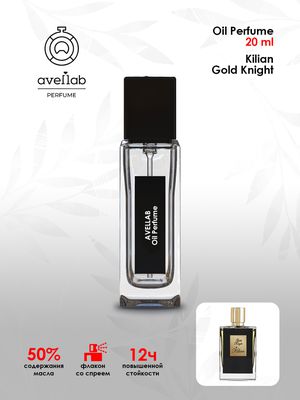 avellab
PERFUME
Oil Perfume
20 ml
Kilian
Gold Knight
AVELLAB
Oil Perfume
50%
содержания
масла
флакон
со спреем
12ч
повышенной
стойкости